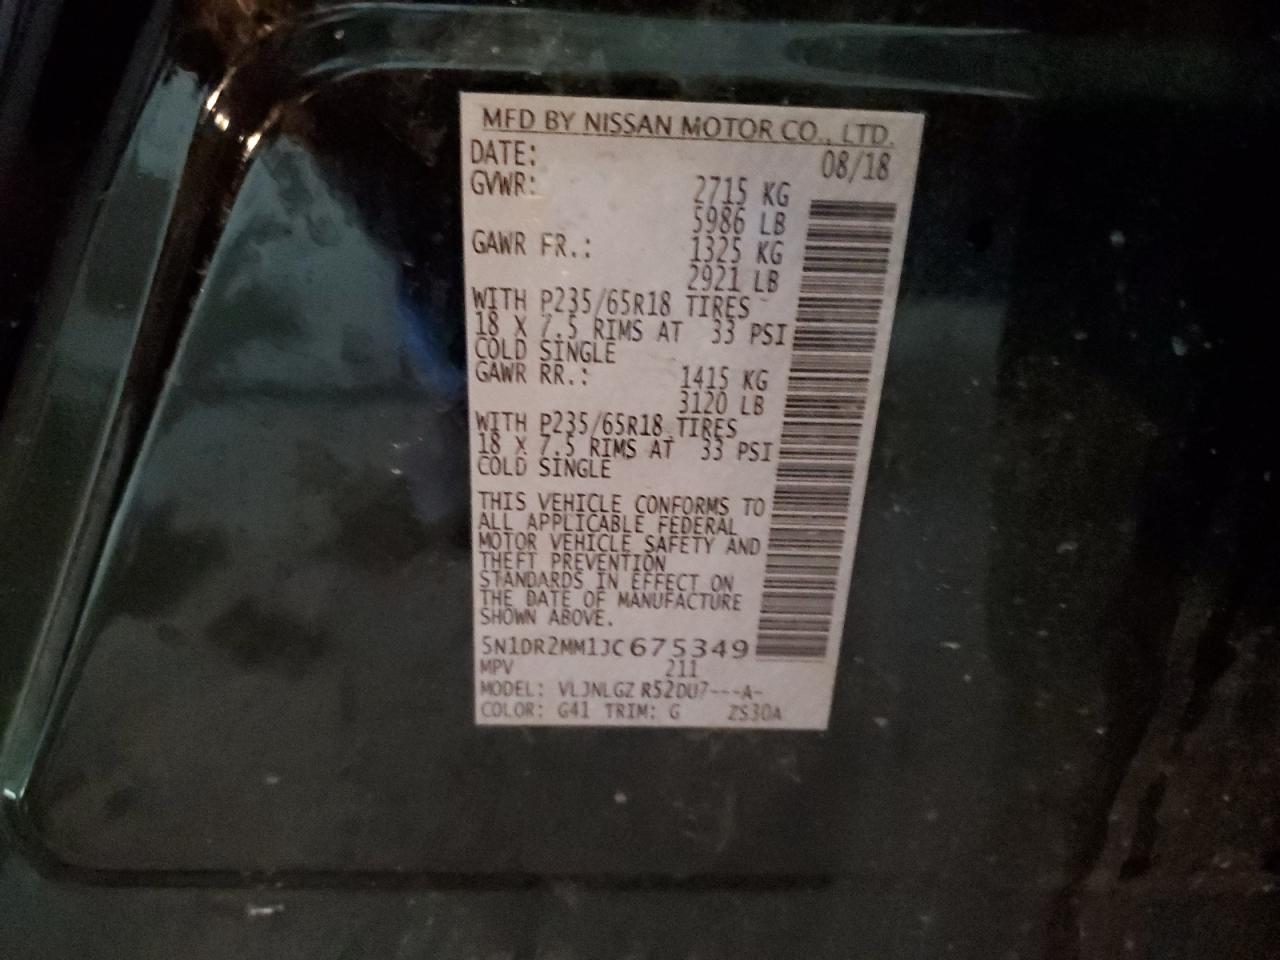 MFD BY NISSAN MOTOR CO., LTD.
DATE: 08/18
GVWR: 2715 KG
5986 LB
GAWR FR.: 1325 KG
2921 LB
WITH P235/65R18 TIRES
18 X 7.5 RIMS AT 33 PSI
COLD SINGLE
GAWR RR.: 1415 KG
3120 LB
WITH P235/65R18 TIRES
18 X 7.5 RIMS AT 33 PSI
COLD SINGLE
THIS VEHICLE CONFORMS TO
ALL APPLICABLE FEDERAL
MOTOR VEHICLE SAFETY AND
THEFT PREVENTION
STANDARDS IN EFFECT ON
THE DATE OF MANUFACTURE
SHOWN ABOVE.
5N1DR2MM1JC675349
MPV 211
MODEL: VLJNLGZ R52DU7---A-
COLOR: G41 TRIM: G ZS30A